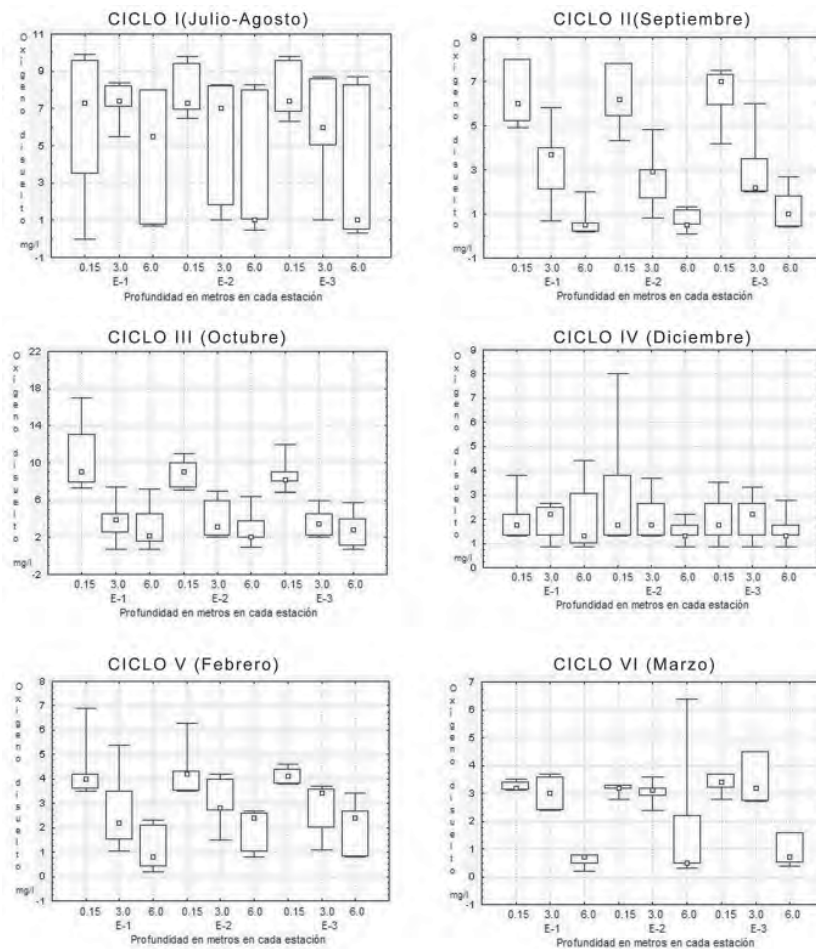 CICLO I(Julio-Agosto)
Oxígeno disuelto mg/l
11
9
7
5
3
1
-1
0.15 3.0 6.0 0.15 3.0 6.0 0.15 3.0 6.0
E-1 E-2 E-3
Profundidad en metros en cada estación
CICLO II(Septiembre)
Oxígeno disuelto mg/l
9
7
5
3
1
-1
0.15 3.0 6.0 0.15 3.0 6.0 0.15 3.0 6.0
E-1 E-2 E-3
Profundidad en metros en cada estación
CICLO III (Octubre)
Oxígeno disuelto mg/l
22
18
14
10
6
2
-2
0.15 3.0 6.0 0.15 3.0 6.0 0.15 3.0 6.0
E-1 E-2 E-3
Profundidad en metros en cada estación
CICLO IV (Diciembre)
Oxígeno disuelto mg/l
9
8
7
6
5
4
3
2
1
0
0.15 3.0 6.0 0.15 3.0 6.0 0.15 3.0 6.0
E-1 E-2 E-3
Profundidad en metros en cada estación
CICLO V (Febrero)
Oxígeno disuelto mg/l
8
7
6
5
4
3
2
1
0
-1
0.15 3.0 6.0 0.15 3.0 6.0 0.15 3.0 6.0
E-1 E-2 E-3
Profundidad en metros en cada estación
CICLO VI (Marzo)
Oxígeno disuelto mg/l
7
6
5
4
3
2
1
0
-1
0.15 3.0 6.0 0.15 3.0 6.0 0.15 3.0 6.0
E-1 E-2 E-3
Profundidad en metros en cada estación